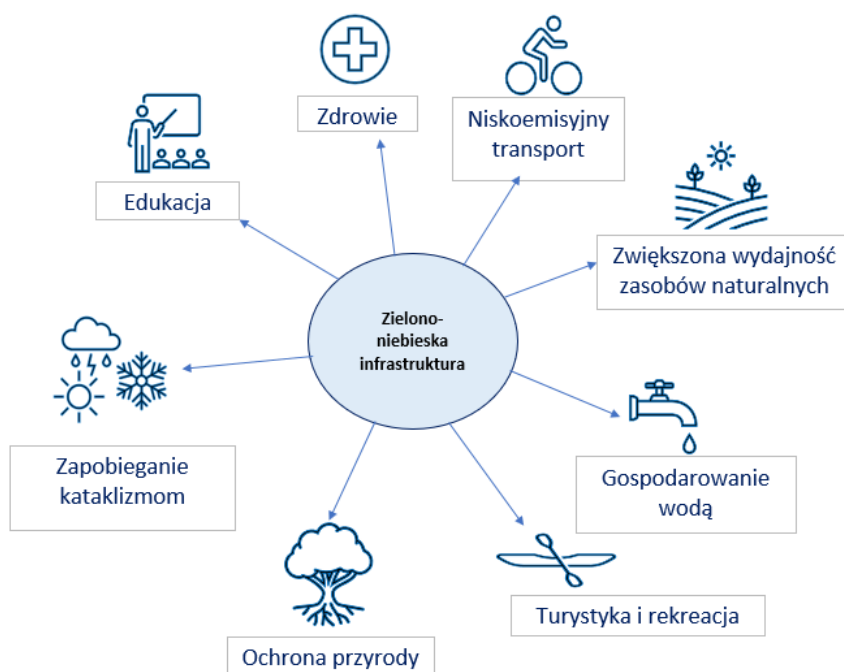 Zdrowie
Niskoemisyjny
transport
Edukacja
Zwiększona wydajność
zasobów naturalnych
Zielono-
niebieska
infrastruktura
Zapobieganie
kataklizmom
Gospodarowanie
wodą
Turystyka i rekreacja
Ochrona przyrody